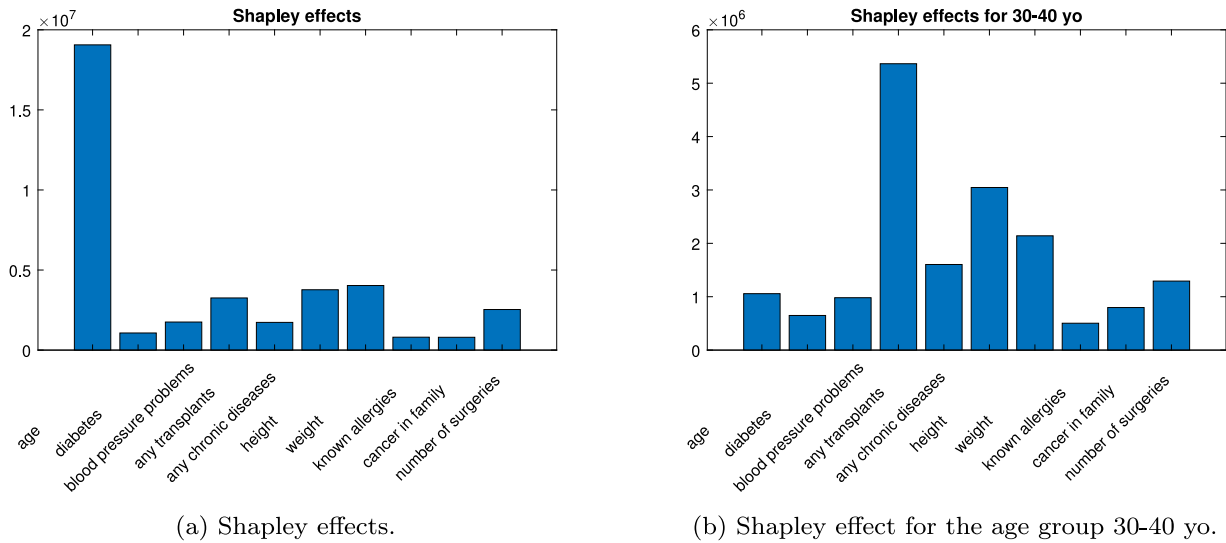 Shapley effects
×10^7
2
1.5
1
0.5
0
age
diabetes
blood pressure problems
any transplants
any chronic diseases
height
weight
known allergies
cancer in family
number of surgeries
(a) Shapley effects.
Shapley effects for 30-40 yo
×10^6
6
5
4
3
2
1
0
age
diabetes
blood pressure problems
any transplants
any chronic diseases
height
weight
known allergies
cancer in family
number of surgeries
(b) Shapley effect for the age group 30-40 yo.